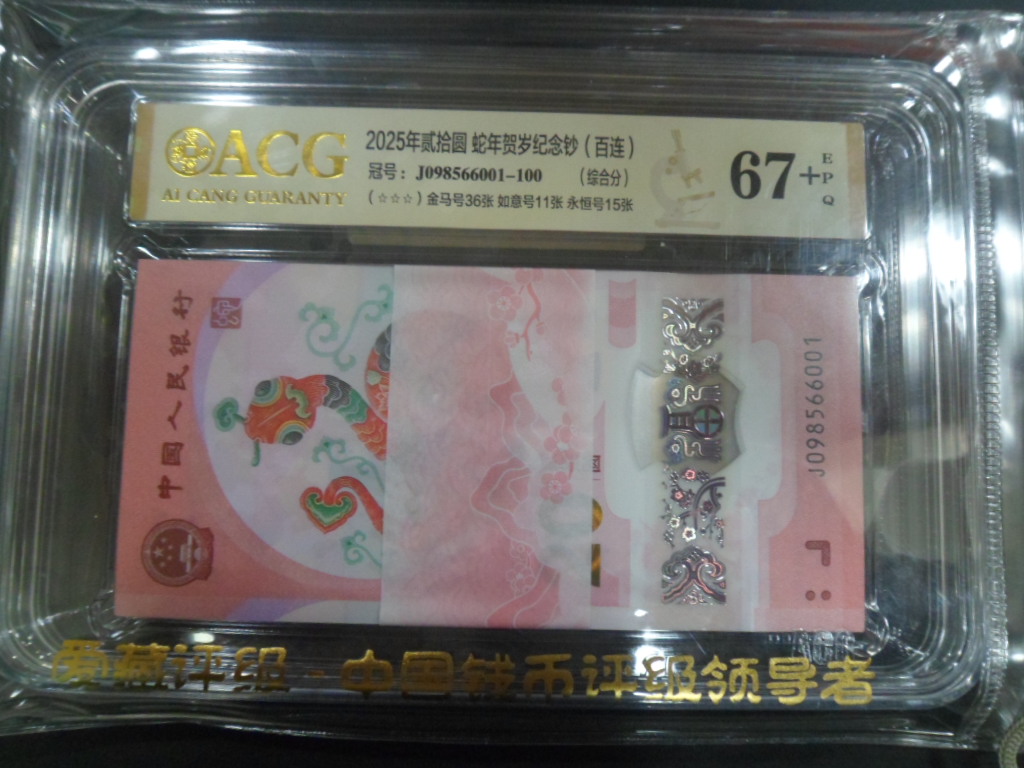 ACG
AI CANG GUARANTY
2025年贰拾圆 蛇年贺岁纪念钞（百连）
冠号：J098566001-100 （综合分）
（☆☆☆）金马号36张 如意号11张 永恒号15张
67+
EPQ
中国人民银行
J098566001
爱藏评级-中国钱币评级领导者